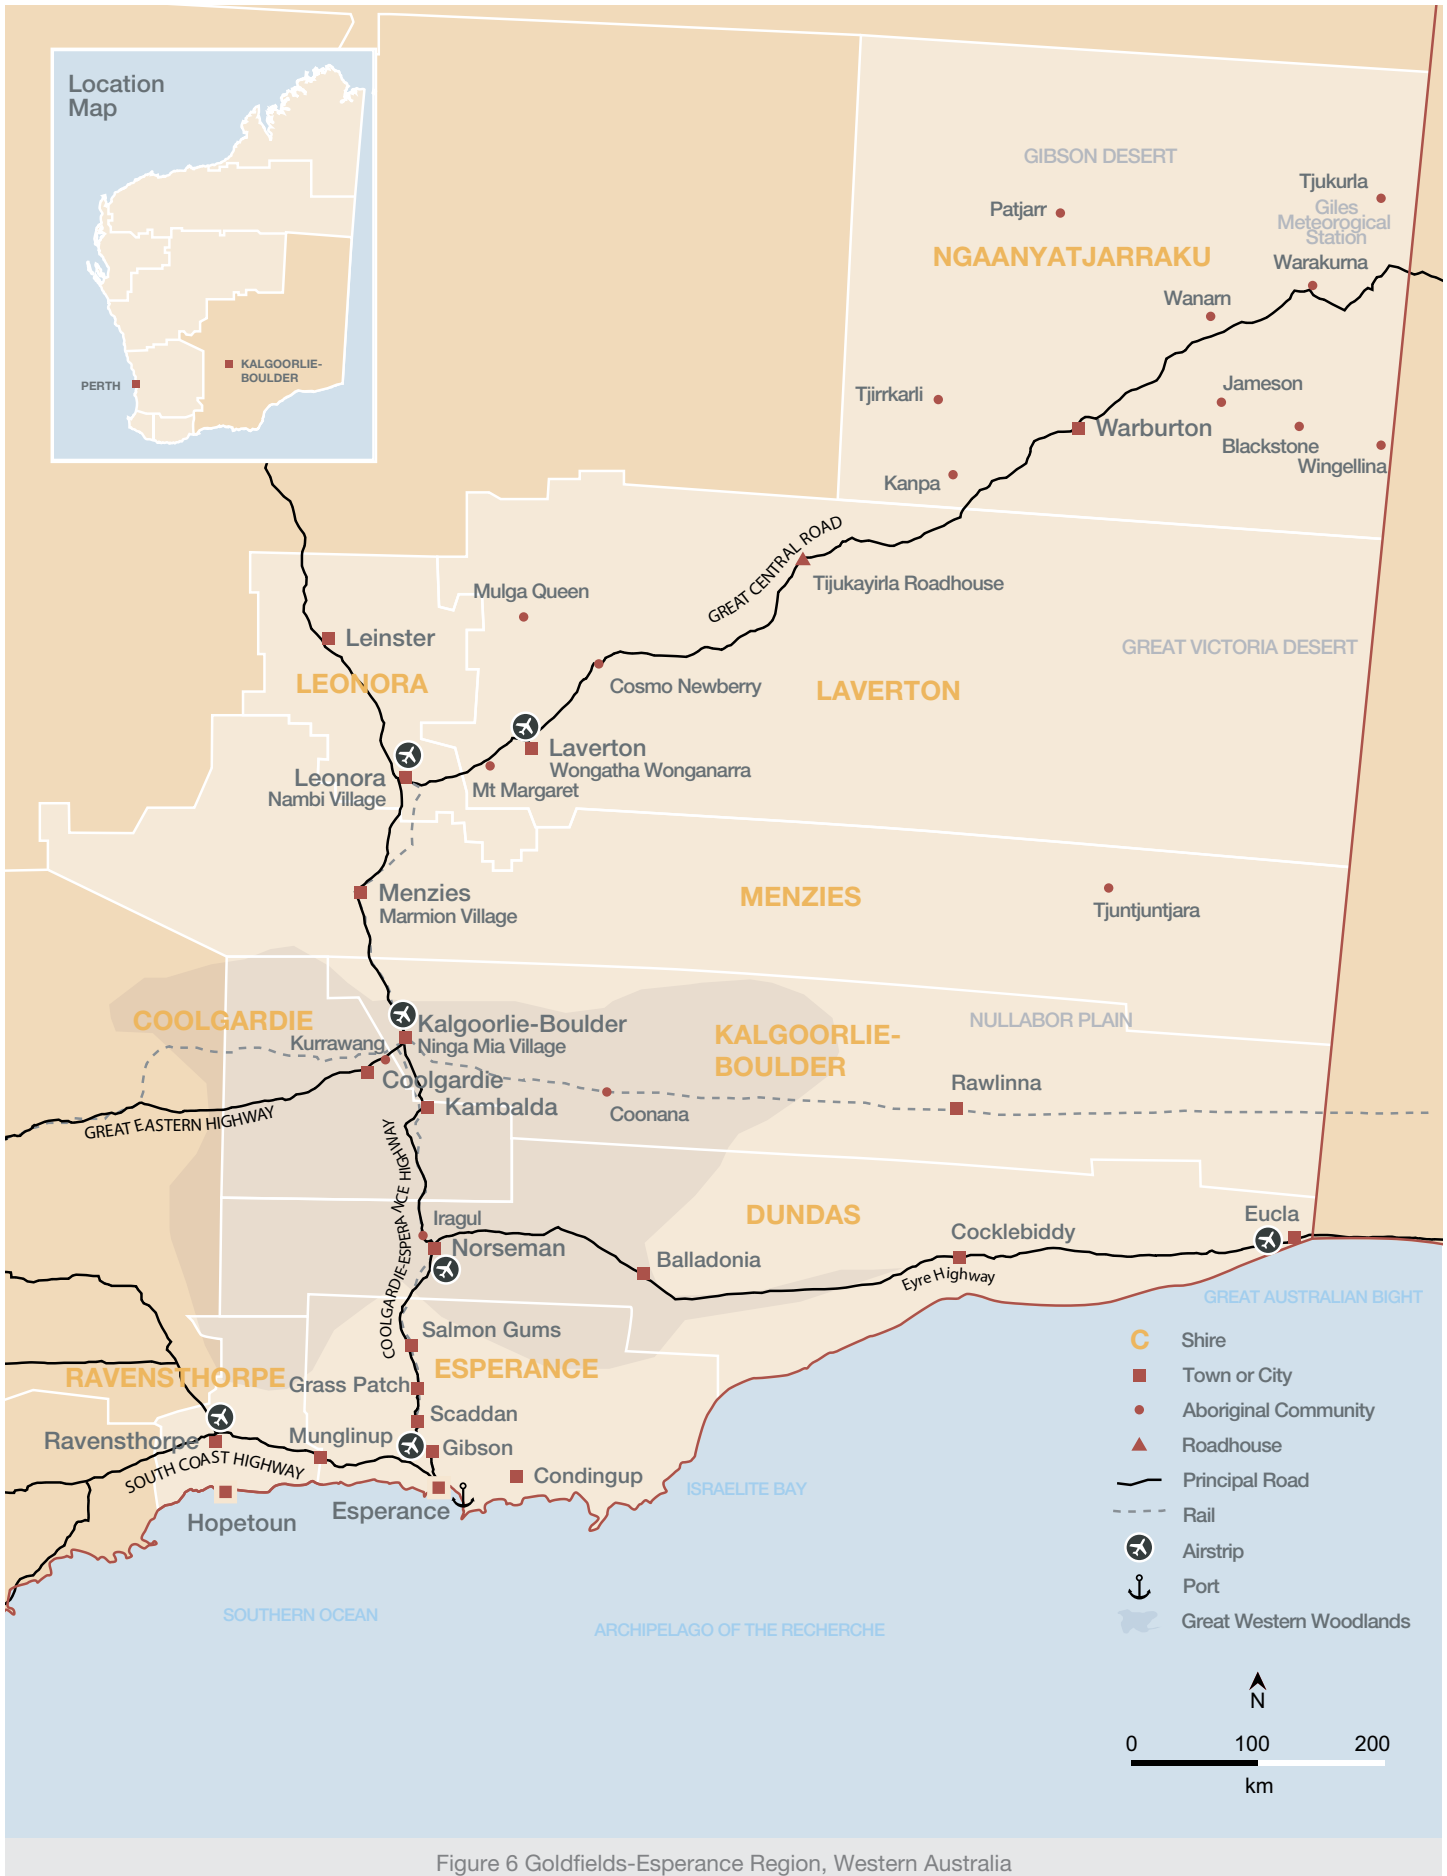 Location
Map
PERTH
KALGOORLIE-
BOULDER
GIBSON DESERT
Tjukurla
Patjarr
Giles
Meteorogical
Station
NGAANYATJARRAKU
Warakurna
Wanarn
Jameson
Tjirrkarli
Warburton
Blackstone
Wingellina
Kanpa
GREAT CENTRAL ROAD
Tijukayirla Roadhouse
Mulga Queen
Leinster
GREAT VICTORIA DESERT
LEONORA
Cosmo Newberry
LAVERTON
Laverton
Wongatha Wonganarra
Leonora
Nambi Village
Mt Margaret
Menzies
Marmion Village
MENZIES
Tjuntjuntjara
COOLGARDIE
Kalgoorlie-Boulder
Ninga Mia Village
Kurrawang
KALGOORLIE-
BOULDER
NULLABOR PLAIN
Coolgardie
Rawlinna
Kambalda
Coonana
GREAT EASTERN HIGHWAY
COOLGARDIE-ESPERANCE HIGHWAY
Iragul
Norseman
DUNDAS
Eucla
Cocklebiddy
Balladonia
Eyre Highway
GREAT AUSTRALIAN BIGHT
Salmon Gums
ESPERANCE
RAVENSTHORPE
Grass Patch
Scaddan
Munglinup
Gibson
Ravensthorpe
SOUTH COAST HIGHWAY
Condingup
ISRAELITE BAY
Esperance
Hopetoun
SOUTHERN OCEAN
ARCHIPELAGO OF THE RECHERCHE
C Shire
Town or City
Aboriginal Community
Roadhouse
Principal Road
Rail
Airstrip
Port
Great Western Woodlands
N
0 100 200
km
Figure 6 Goldfields-Esperance Region, Western Australia